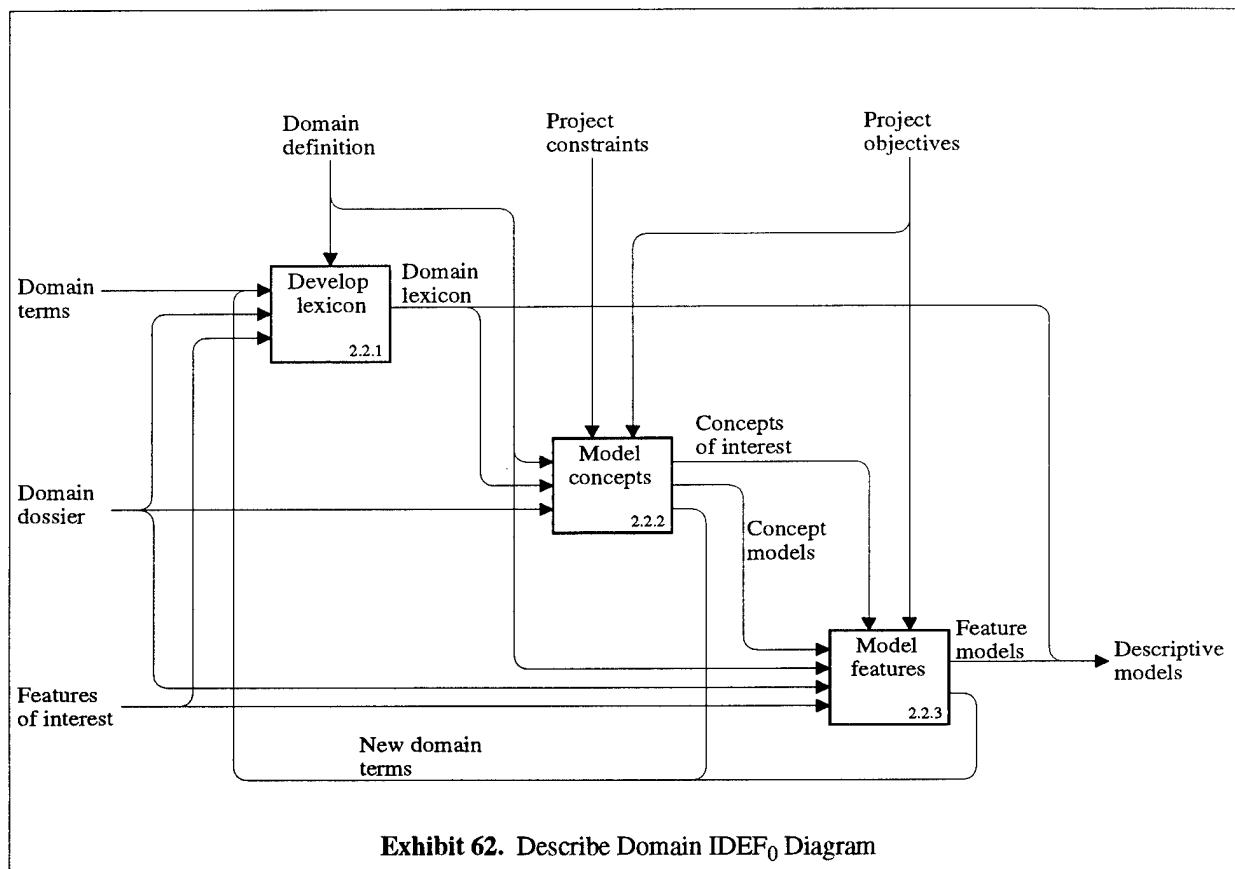 Domain
definition
Project
constraints
Project
objectives
Domain
terms
Develop
lexicon
2.2.1
Domain
lexicon
Domain
dossier
Model
concepts
2.2.2
Concepts
of interest
Concept
models
Features
of interest
Model
features
2.2.3
Feature
models
Descriptive
models
New domain
terms
Exhibit 62. Describe Domain IDEF0 Diagram